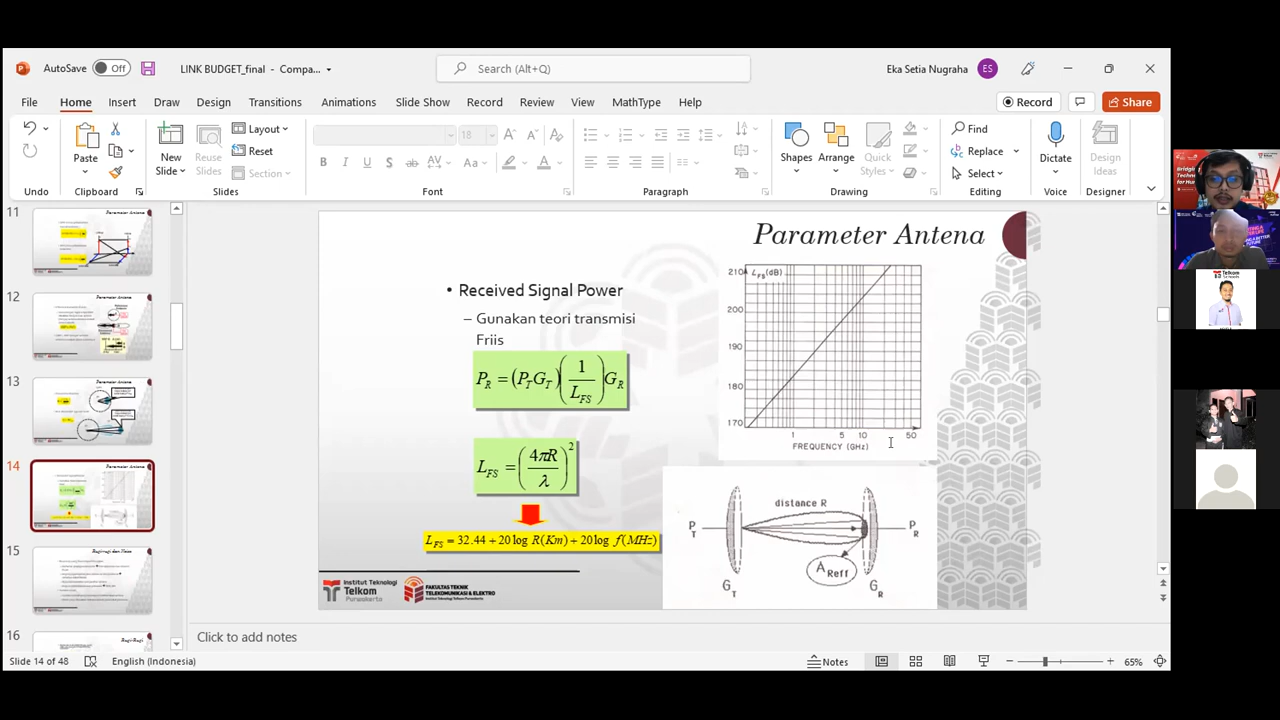 AutoSave Off LINK BUDGET_final - Compa... Search (Alt+Q) Eka Setia Nugraha ES
File Home Insert Draw Design Transitions Animations Slide Show Record Review View MathType Help Record Share
Paste New Slide Reuse Slides Layout Reset Section 18 Shapes Arrange Quick Styles Find Replace Select Dictate Design Ideas
Undo Clipboard Slides Font Paragraph Drawing Editing Voice Designer
11
12
13
14
15
16
Parameter Antena
• Received Signal Power
– Gunakan teori transmisi
Friis
P_R = (P_T G_T)(1/L_FS)G_R
L_FS = (4πR/λ)^2
L_FS = 32.44 + 20 log R(Km) + 20 log f(MHz)
210 L_FS (dB)
200
190
180
170
1 5 10 50
FREQUENCY (GHz)
distance R
P_T P_R
A_Reff
G_T G_R
Institut Teknologi
Telkom
Purwokerto
FAKULTAS TEKNIK
TELEKOMUNIKASI & ELEKTRO
Institut Teknologi Telkom Purwokerto
Click to add notes
Slide 14 of 48 English (Indonesia) Notes 65%
Telkom